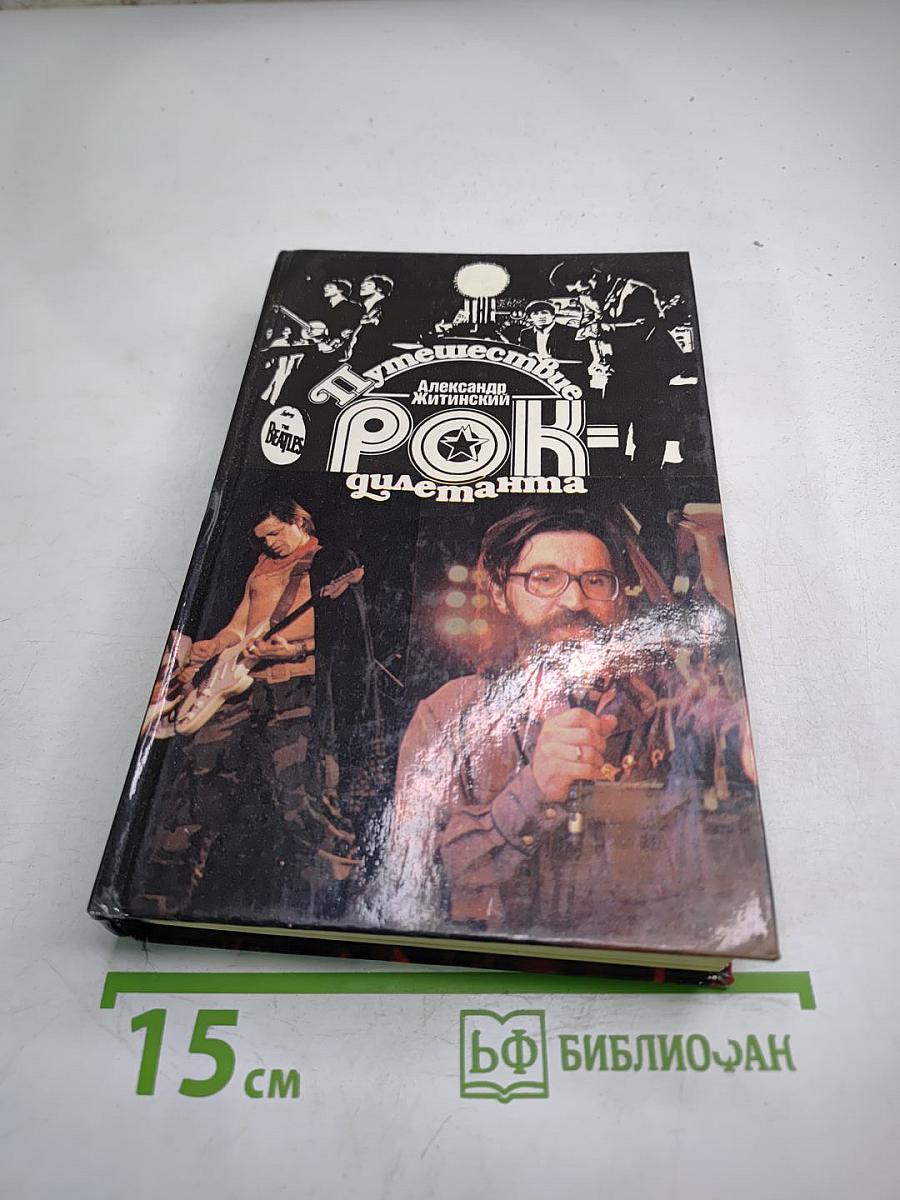 Путешествие
Александр
Житинский
РОК=
дилетанта
THE
BEATLES
15 см
БФ БИБЛИОФАН